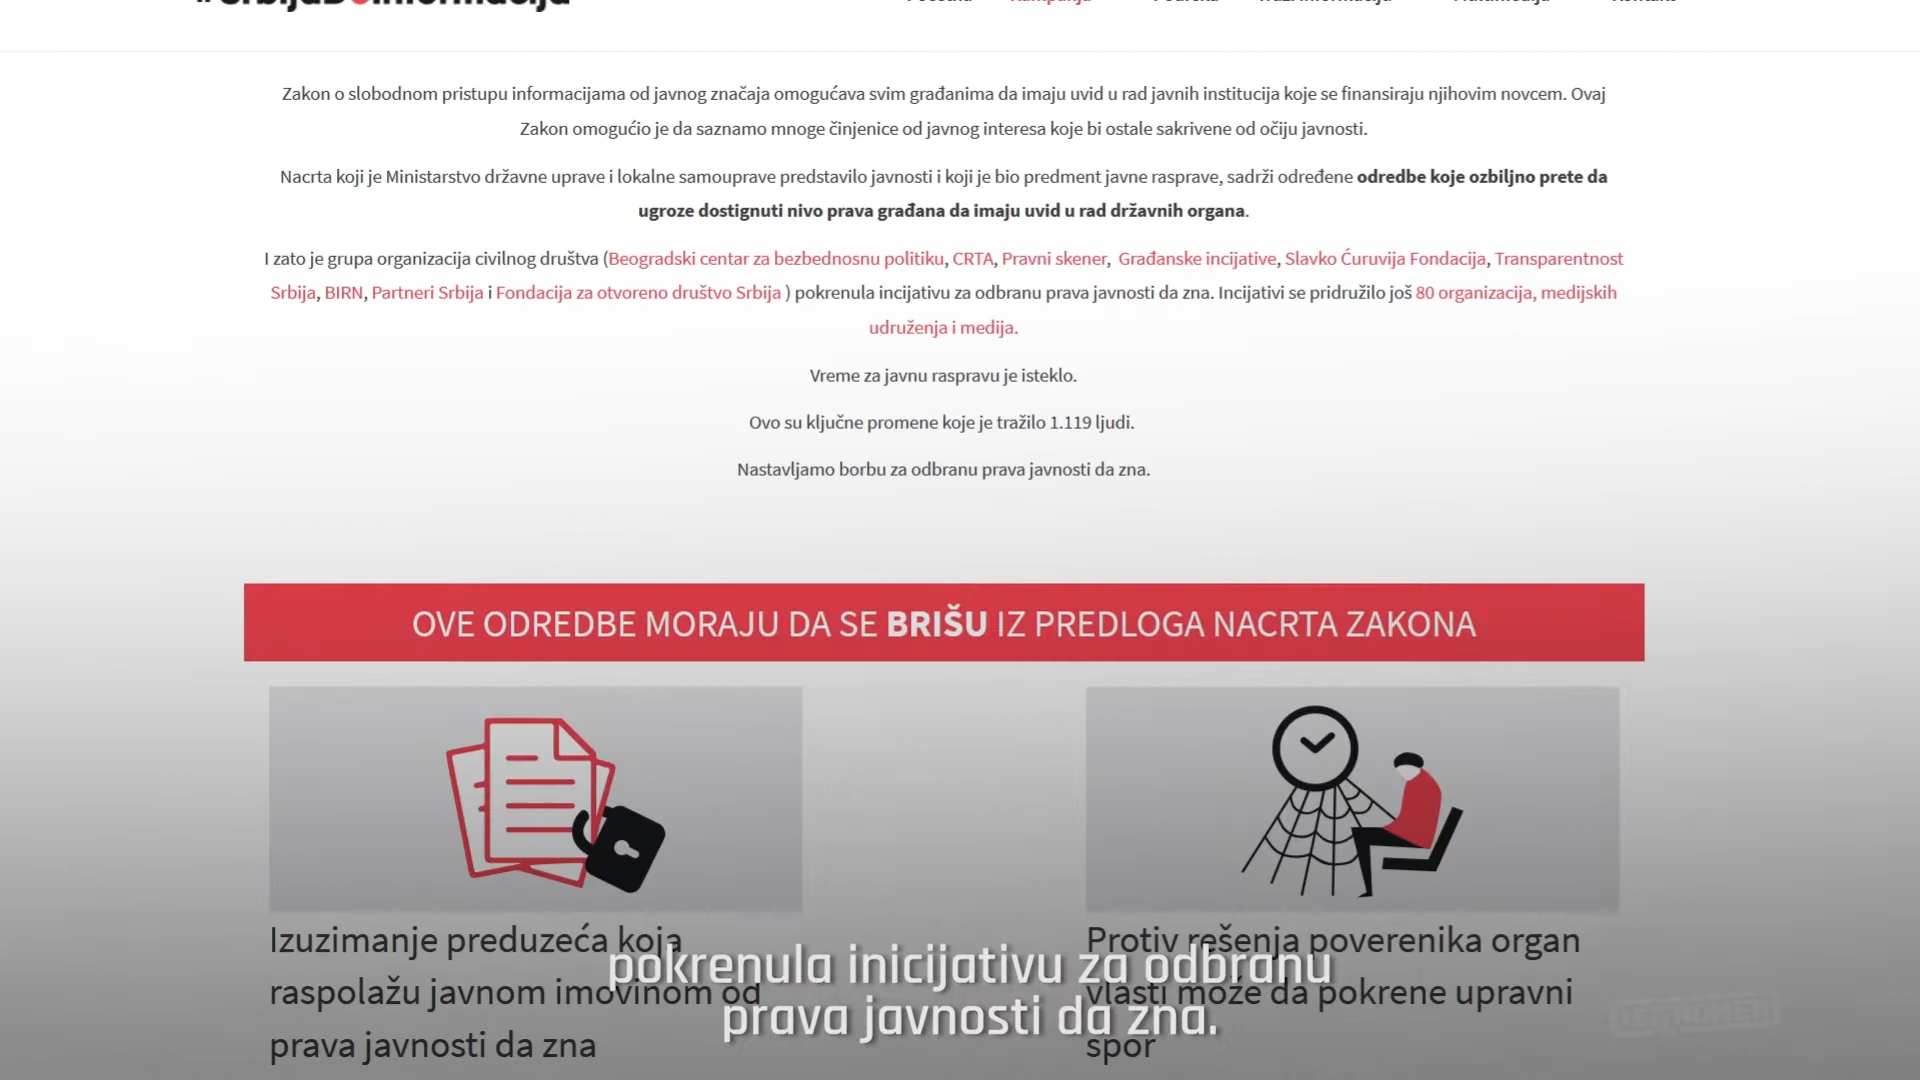 Zakon o slobodnom pristupu informacijama od javnog značaja omogućava svim građanima da imaju uvid u rad javnih institucija koje se finansiraju njihovim novcem. Ovaj
Zakon omogućio je da saznamo mnoge činjenice od javnog interesa koje bi ostale sakrivene od očiju javnosti.
Nacrta koji je Ministarstvo državne uprave i lokalne samouprave predstavilo javnosti i koji je bio predment javne rasprave, sadrži određene odredbe koje ozbiljno prete da
ugroze dostignuti nivo prava građana da imaju uvid u rad državnih organa.
I zato je grupa organizacija civilnog društva (Beogradski centar za bezbednosnu politiku, CRTA, Pravni skener, Građanske incijative, Slavko Ćuruvija Fondacija, Transparentnost
Srbija, BIRN, Partneri Srbija i Fondacija za otvoreno društvo Srbija ) pokrenula incijativu za odbranu prava javnosti da zna. Incijativi se pridružilo još 80 organizacija, medijskih
udruženja i medija.
Vreme za javnu raspravu je isteklo.
Ovo su ključne promene koje je tražilo 1.119 ljudi.
Nastavljamo borbu za odbranu prava javnosti da zna.
OVE ODREDBE MORAJU DA SE BRIŠU IZ PREDLOGA NACRTA ZAKONA
Izuzimanje preduzeća koja
raspolažu javnom imovinom od
prava javnosti da zna
Protiv rešenja poverenika organ
vlasti može da pokrene upravni
spor
pokrenula inicijativu za odbranu
prava javnosti da zna.